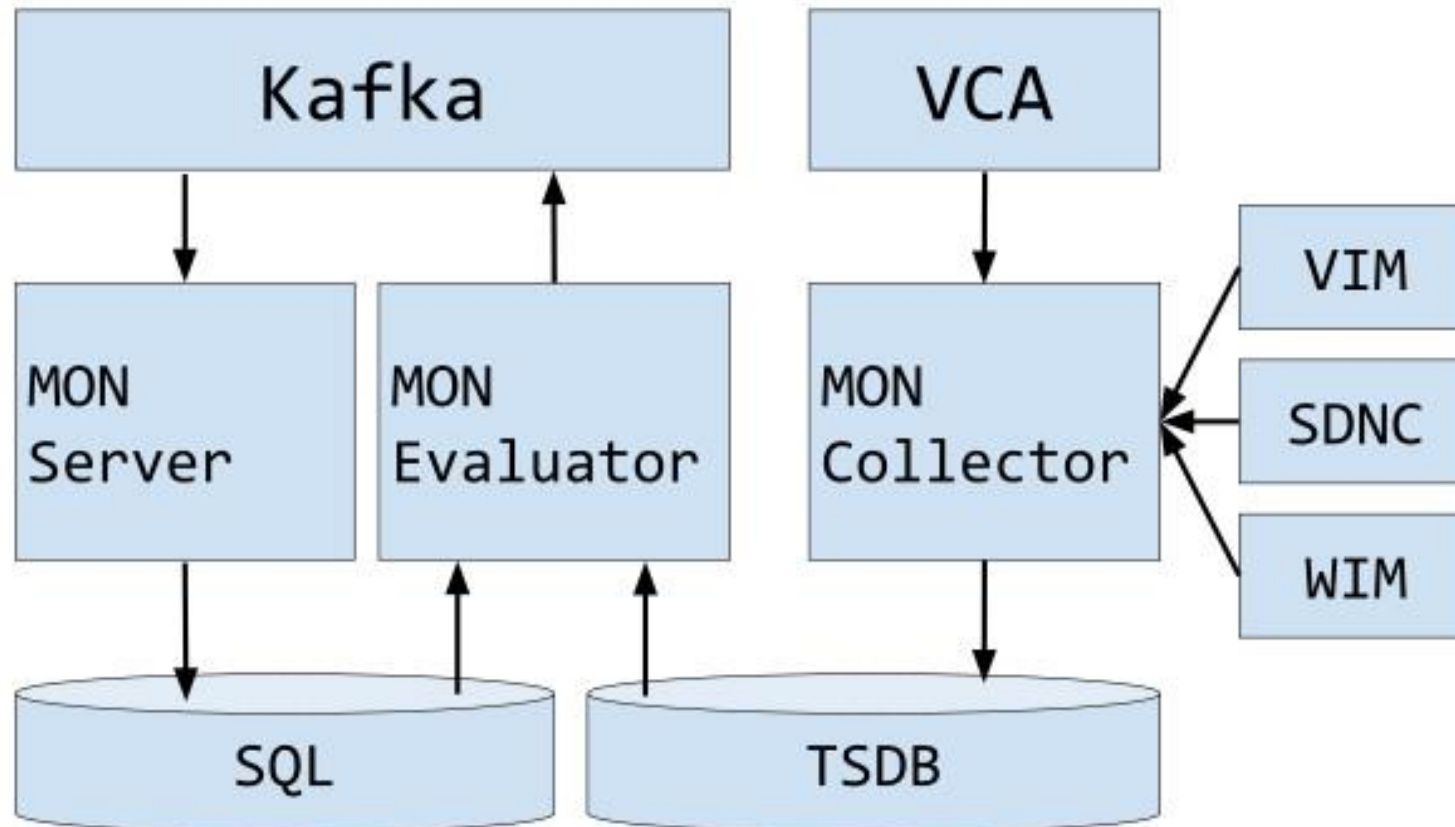 Kafka
VCA
VIM
MON
Server
MON
Evaluator
MON
Collector
SDNC
WIM
SQL
TSDB